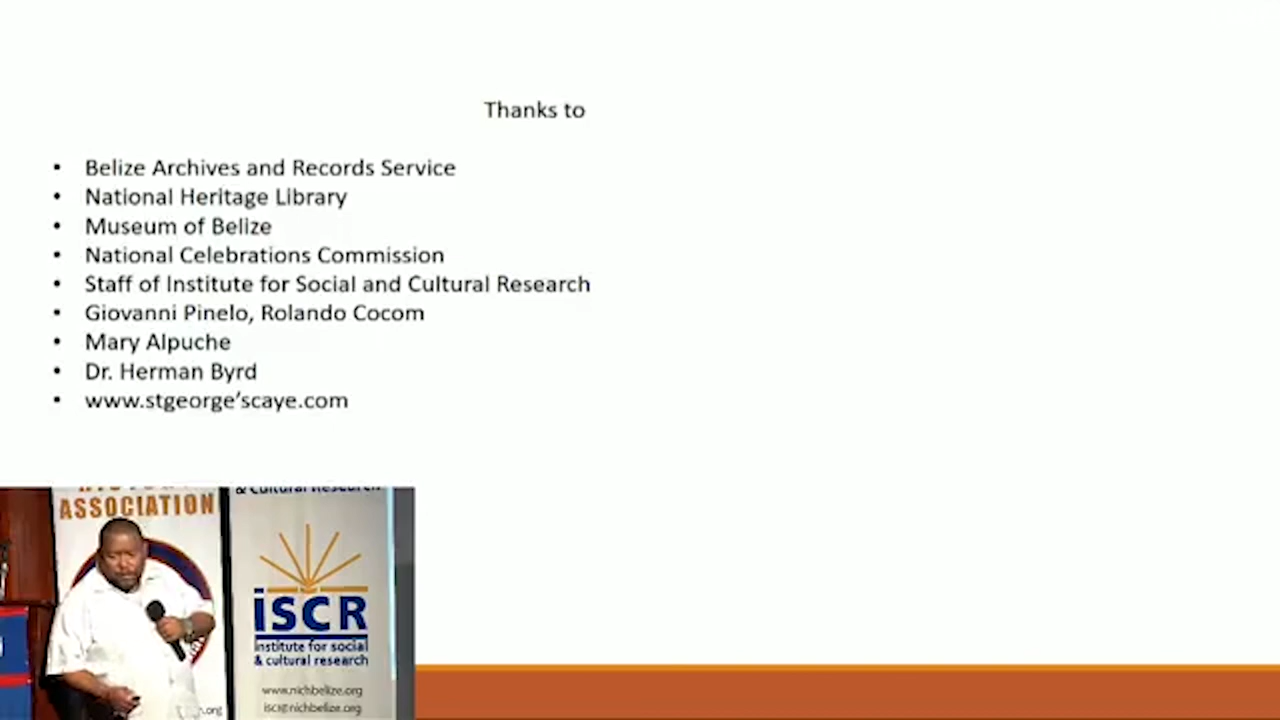 Thanks to
• Belize Archives and Records Service
• National Heritage Library
• Museum of Belize
• National Celebrations Commission
• Staff of Institute for Social and Cultural Research
• Giovanni Pinelo, Rolando Cocom
• Mary Alpuche
• Dr. Herman Byrd
• www.stgeorge’scaye.com
ASSOCIATION
& Cultural Research
iSCR
institute for social
& cultural research
www.nichbelize.org
iscr@nichbelize.org
.org